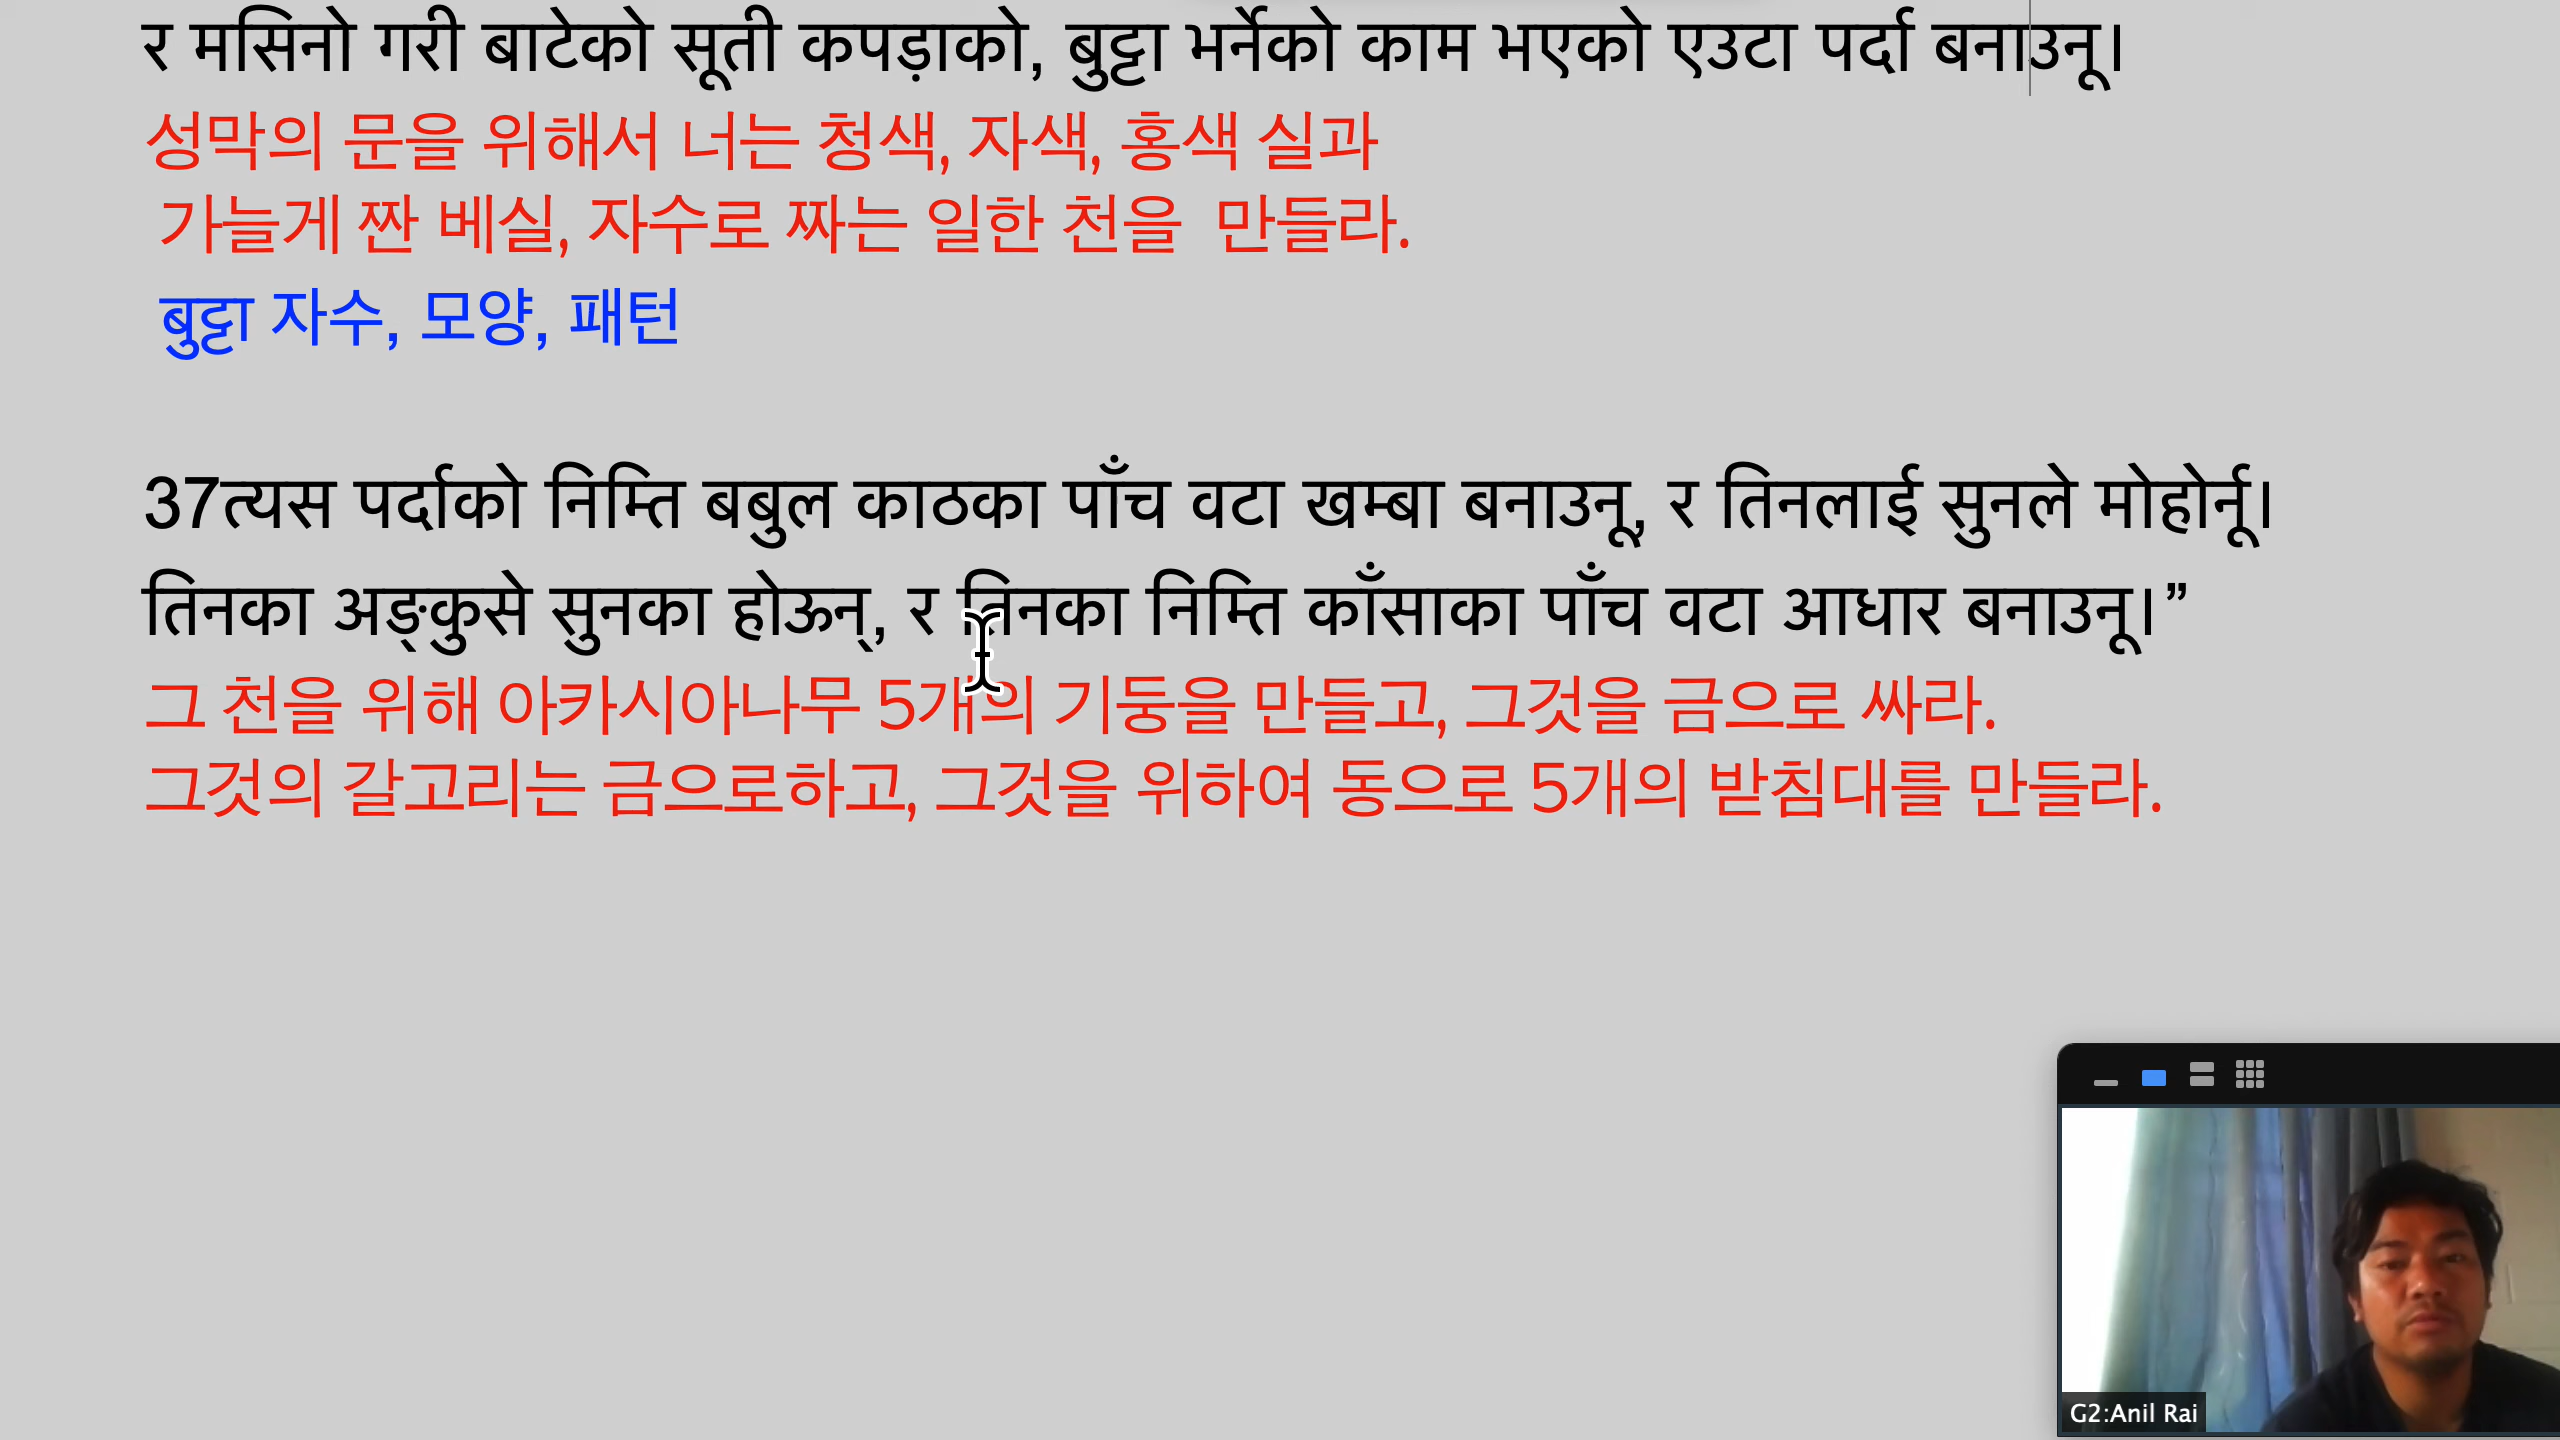 र मसिनो गरी बाटेको सूती कपड़ाको, बुट्टा भर्नेको काम भएको एउटा पर्दा बनाउनू।
성막의 문을 위해서 너는 청색, 자색, 홍색 실과
가늘게 짠 베실, 자수로 짜는 일한 천을 만들라.
बुट्टा 자수, 모양, 패턴
37त्यस पर्दाको निम्ति बबुल काठका पाँच वटा खम्बा बनाउनू, र तिनलाई सुनले मोहोर्नू।
तिनका अङ्कुसे सुनका होऊन्, र तिनका निम्ति काँसाका पाँच वटा आधार बनाउनू।”
그 천을 위해 아카시아나무 5개의 기둥을 만들고, 그것을 금으로 싸라.
그것의 갈고리는 금으로하고, 그것을 위하여 동으로 5개의 받침대를 만들라.
G2:Anil Rai